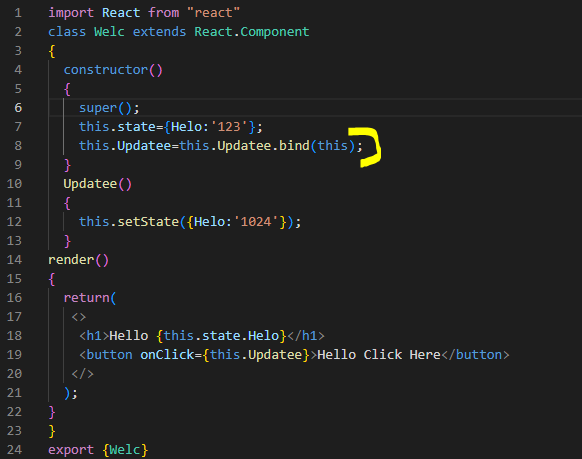 1 import React from "react"
2 class Welc extends React.Component
3 {
4 constructor()
5 {
6 super();
7 this.state={Helo:'123'};
8 this.Updatee=this.Updatee.bind(this);
9 }
10 Updatee()
11 {
12 this.setState({Helo:'1024'});
13 }
14 render()
15 {
16 return(
17 <>
18 <h1>Hello {this.state.Helo}</h1>
19 <button onClick={this.Updatee}>Hello Click Here</button>
20 </>
21 );
22 }
23 }
24 export {Welc}